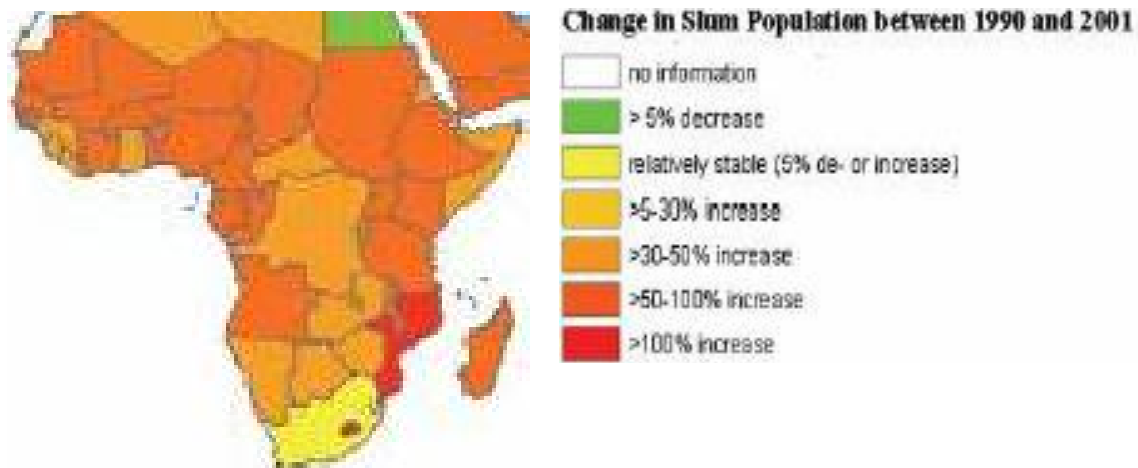 Change in Slum Population between 1990 and 2001
no information
> 5% decrease
relatively stable (5% de- or increase)
>5-30% increase
>30-50% increase
>50-100% increase
>100% increase